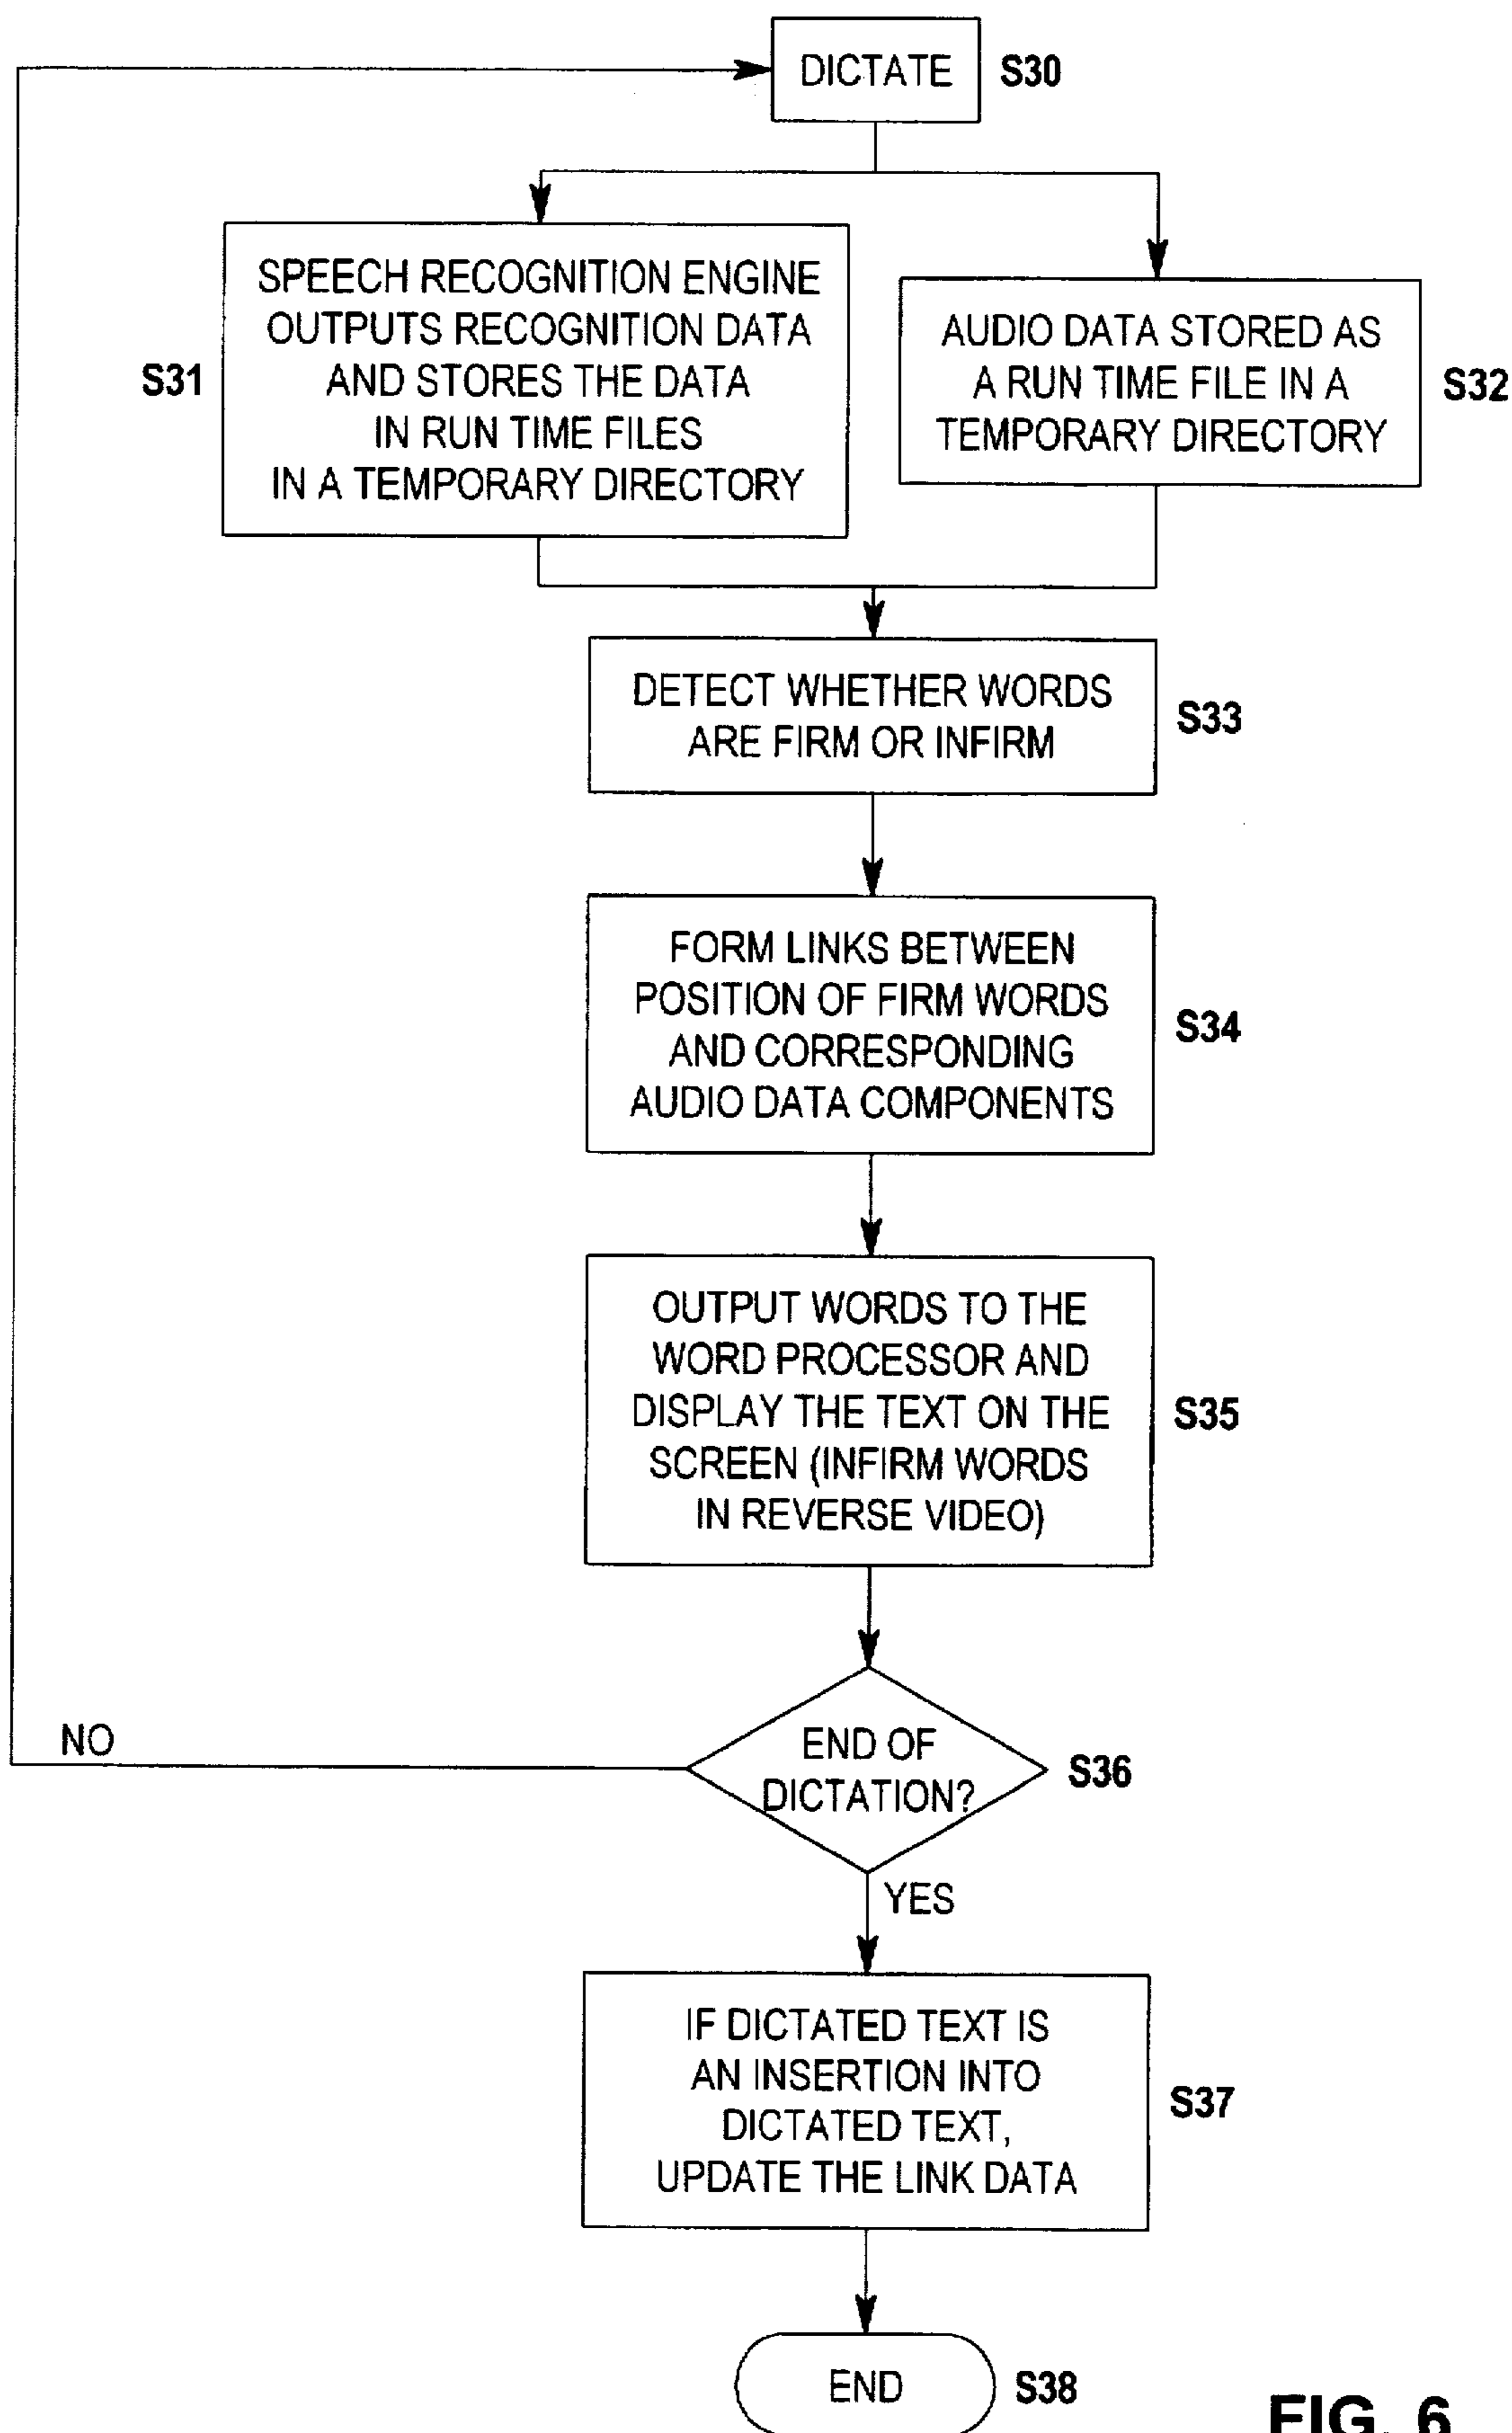 DICTATE
S30
SPEECH RECOGNITION ENGINE
OUTPUTS RECOGNITION DATA
AND STORES THE DATA
IN RUN TIME FILES
IN A TEMPORARY DIRECTORY
S31
AUDIO DATA STORED AS
A RUN TIME FILE IN A
TEMPORARY DIRECTORY
S32
DETECT WHETHER WORDS
ARE FIRM OR INFIRM
S33
FORM LINKS BETWEEN
POSITION OF FIRM WORDS
AND CORRESPONDING
AUDIO DATA COMPONENTS
S34
OUTPUT WORDS TO THE
WORD PROCESSOR AND
DISPLAY THE TEXT ON THE
SCREEN (INFIRM WORDS
IN REVERSE VIDEO)
S35
NO
END OF
DICTATION?
S36
YES
IF DICTATED TEXT IS
AN INSERTION INTO
DICTATED TEXT,
UPDATE THE LINK DATA
S37
END
S38
FIG. 6